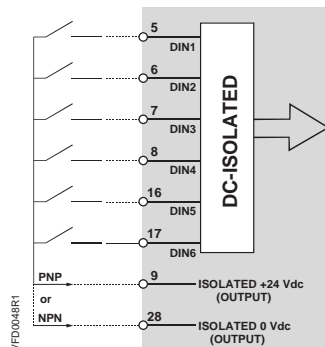 5
DIN1
6
DIN2
7
DIN3
8
DIN4
16
DIN5
17
DIN6
DC-ISOLATED
PNP
9
ISOLATED +24 Vdc
(OUTPUT)
or
NPN
28
ISOLATED 0 Vdc
(OUTPUT)
VFD0048R1